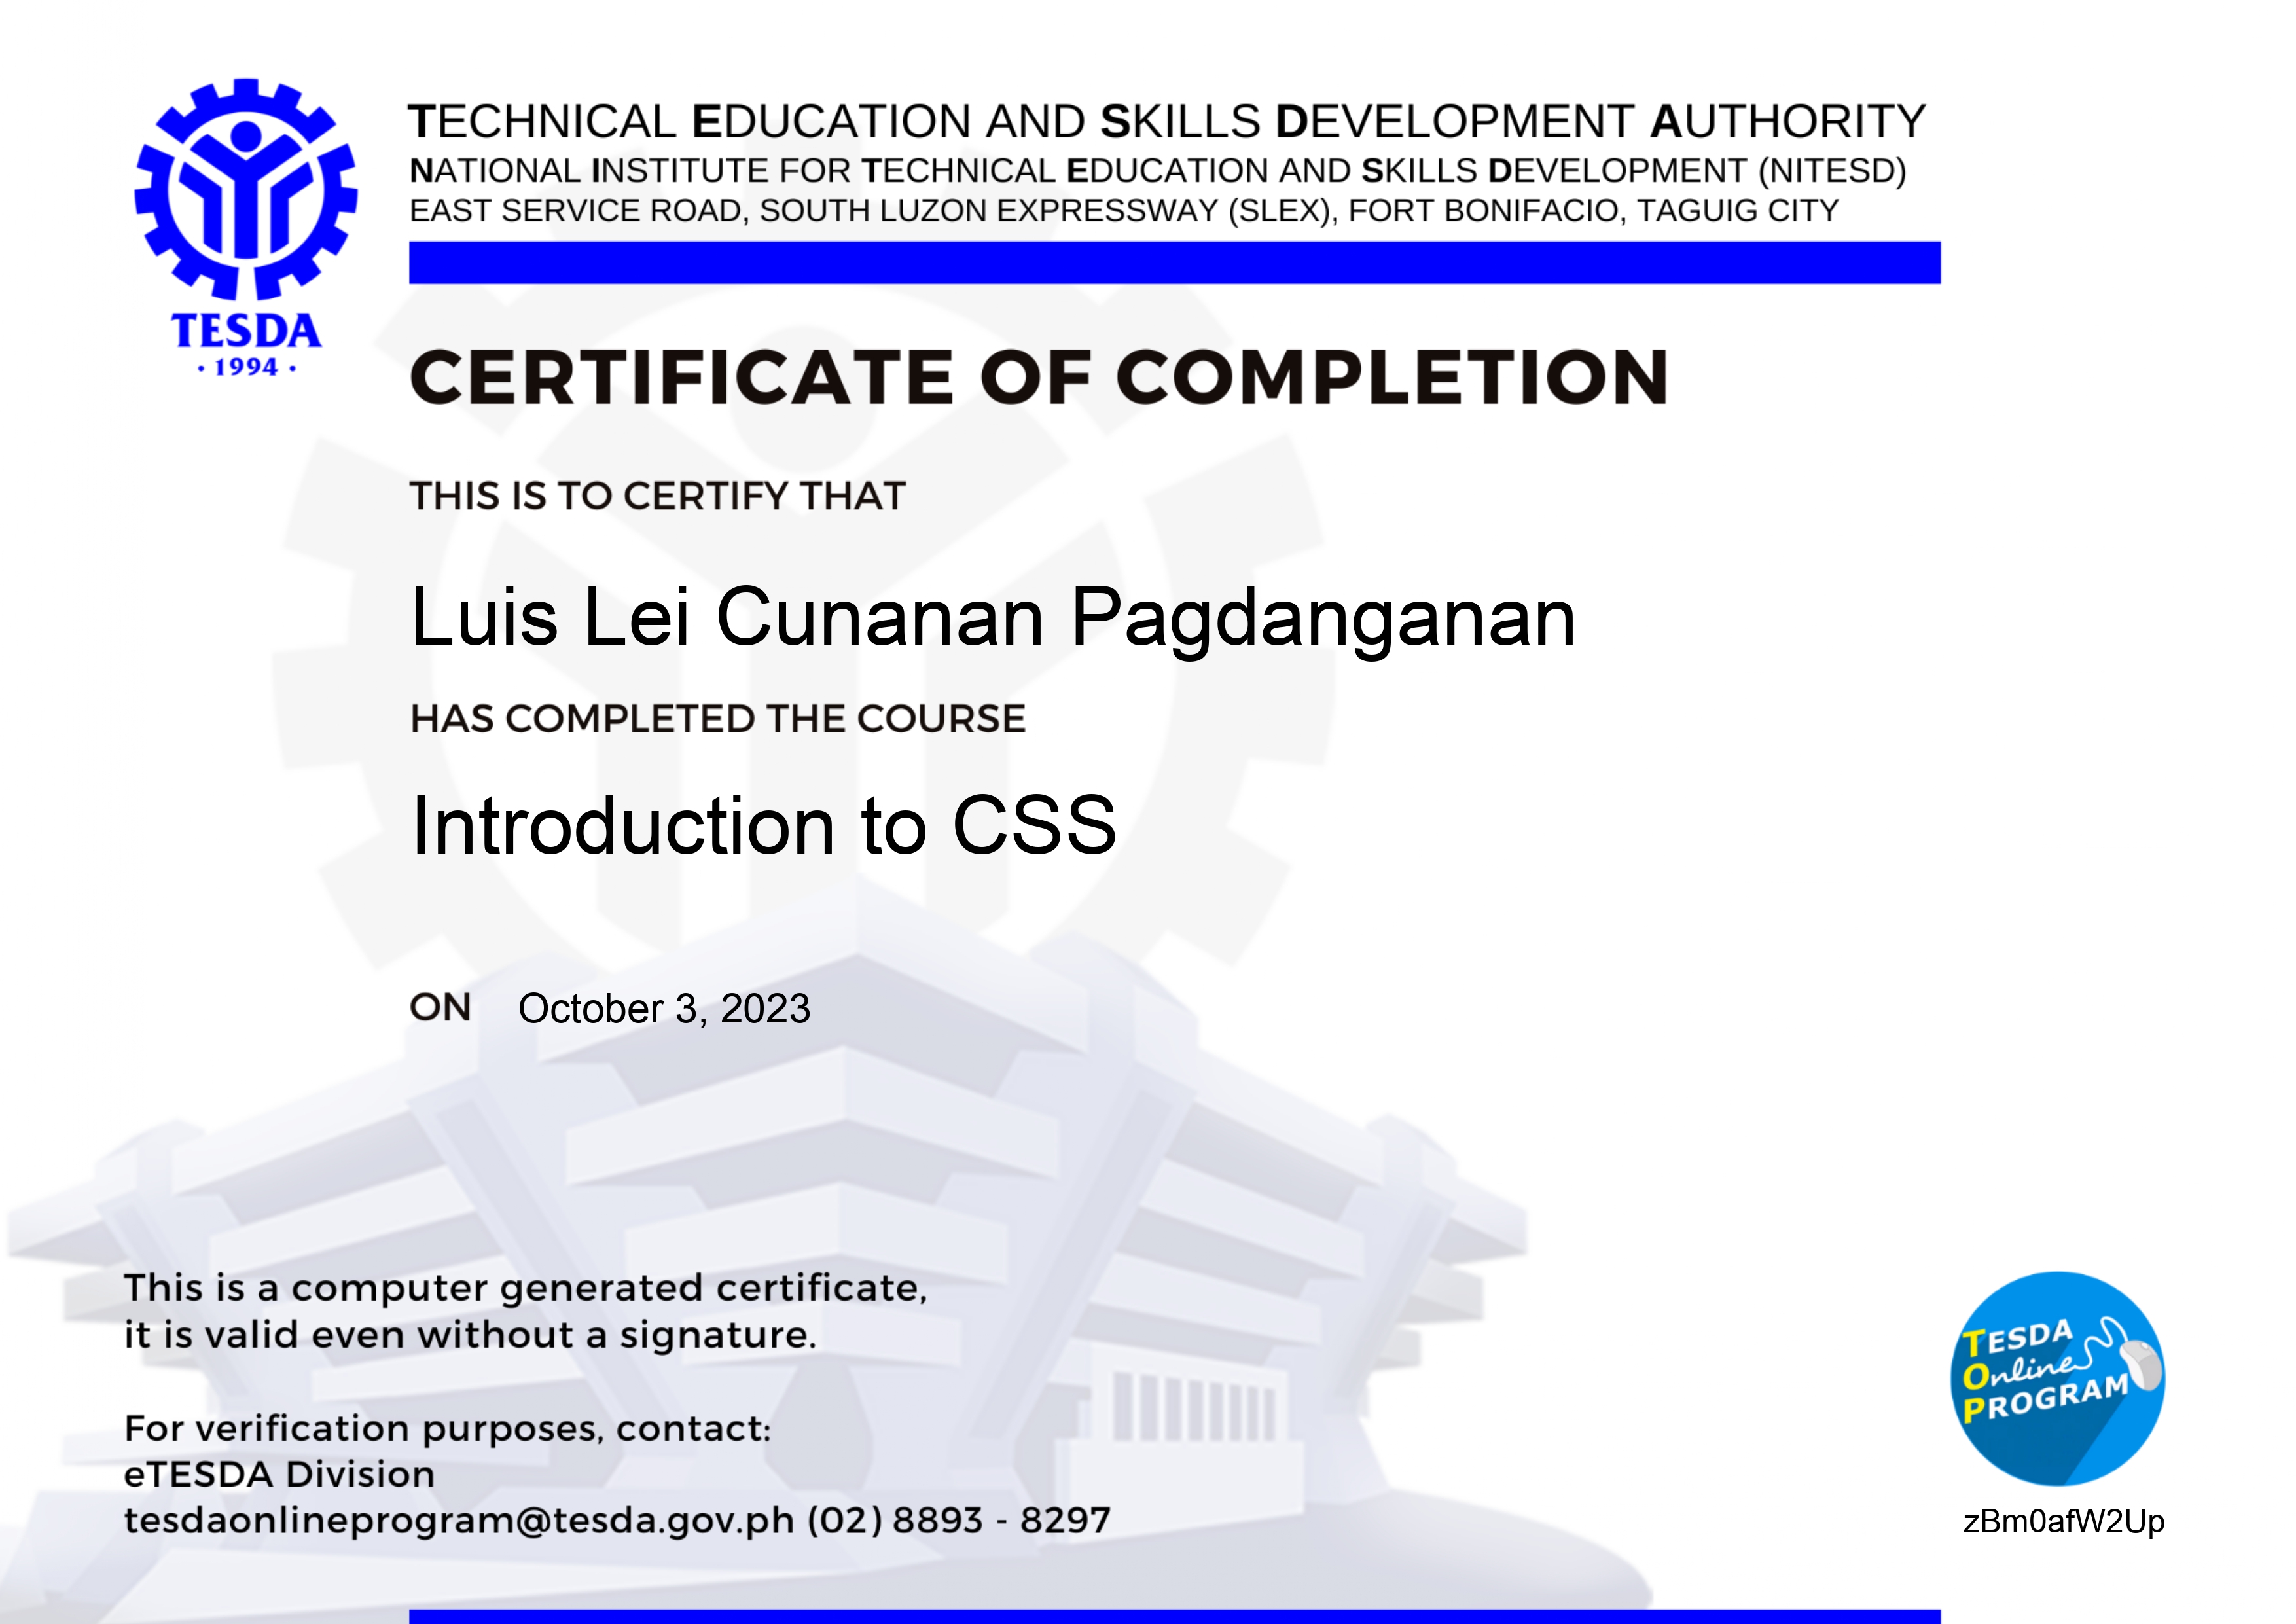 TECHNICAL EDUCATION AND SKILLS DEVELOPMENT AUTHORITY
NATIONAL INSTITUTE FOR TECHNICAL EDUCATION AND SKILLS DEVELOPMENT (NITESD)
EAST SERVICE ROAD, SOUTH LUZON EXPRESSWAY (SLEX), FORT BONIFACIO, TAGUIG CITY
TESDA
· 1994 ·
CERTIFICATE OF COMPLETION
THIS IS TO CERTIFY THAT
Luis Lei Cunanan Pagdanganan
HAS COMPLETED THE COURSE
Introduction to CSS
ON October 3, 2023
This is a computer generated certificate,
it is valid even without a signature.
For verification purposes, contact:
eTESDA Division
tesdaonlineprogram@tesda.gov.ph (02) 8893 - 8297
TESDA
Online
PROGRAM
zBm0afW2Up